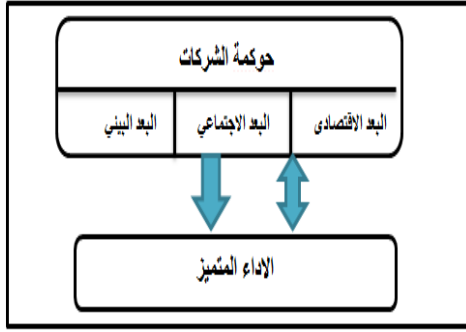 حوكمة الشركات
البعد الاقتصادى
البعد الاجتماعي
البعد البيني
الاداء المتميز